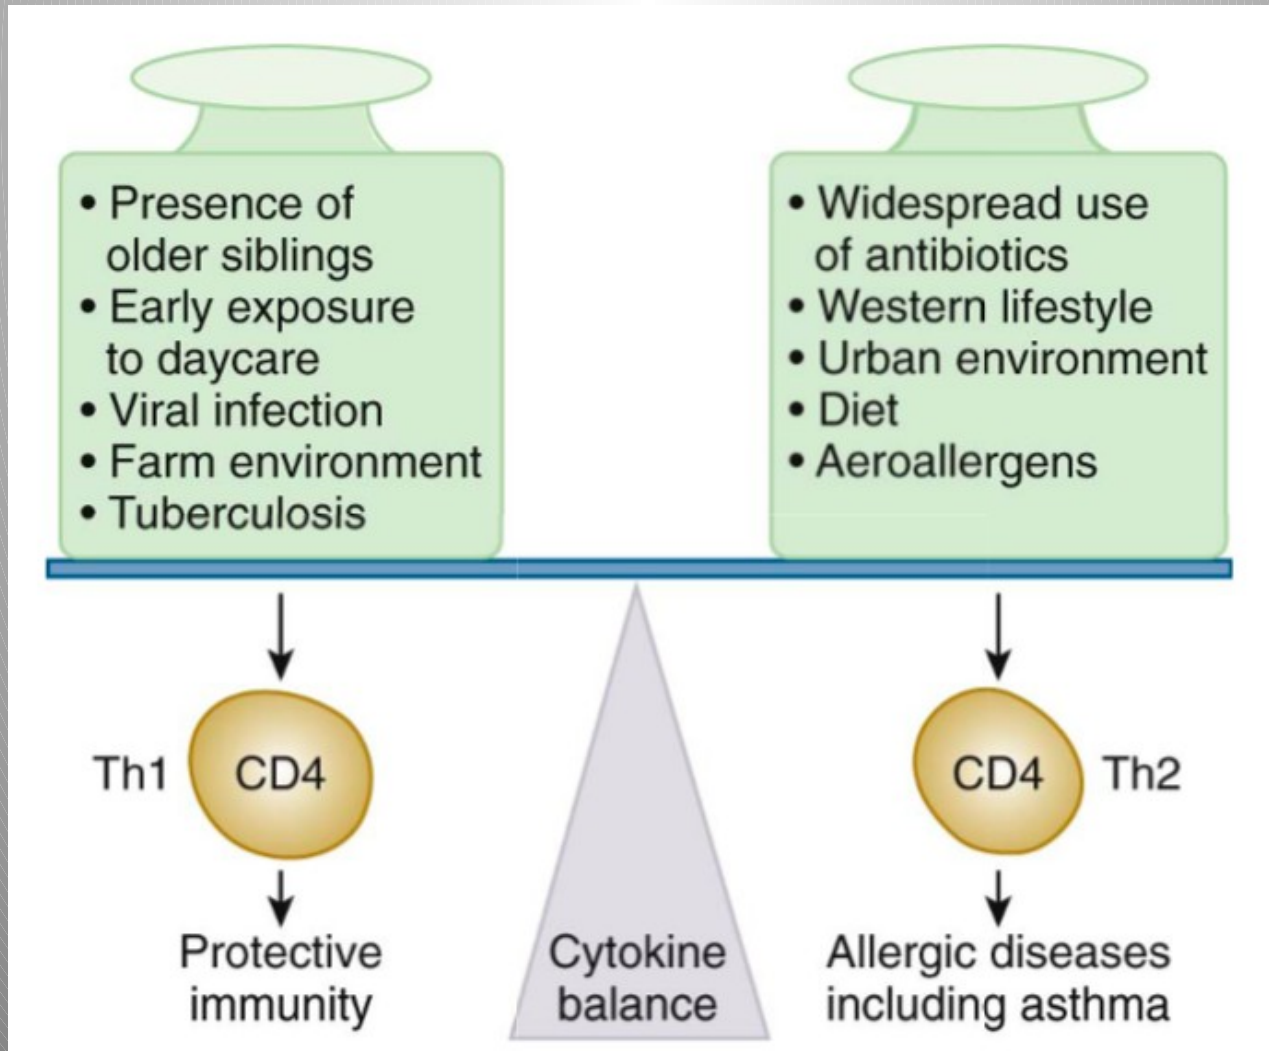 • Presence of
older siblings
• Early exposure
to daycare
• Viral infection
• Farm environment
• Tuberculosis
• Widespread use
of antibiotics
• Western lifestyle
• Urban environment
• Diet
• Aeroallergens
Th1
CD4
CD4
Th2
Protective
immunity
Cytokine
balance
Allergic diseases
including asthma